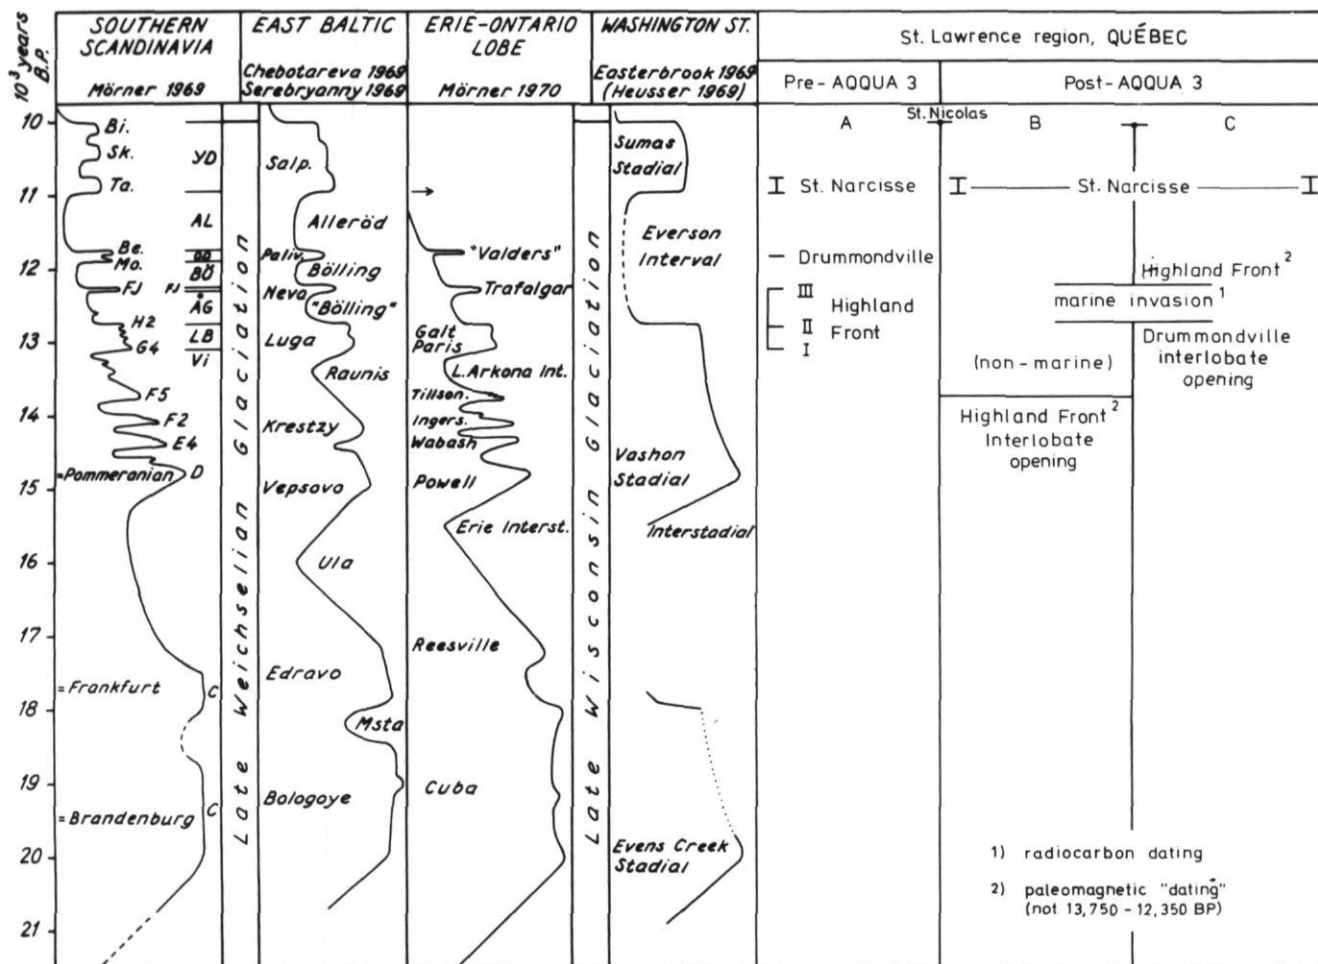 10³ years B.P.
SOUTHERN
SCANDINAVIA
Mörner 1969
EAST BALTIC
Chebotareva 1969
Serebryanny 1969
ERIE-ONTARIO
LOBE
Mörner 1970
WASHINGTON ST.
Easterbrook 1969
(Heusser 1969)
St. Lawrence region, QUÉBEC
Pre-AQQUA 3
Post-AQQUA 3
10
11
12
13
14
15
16
17
18
19
20
21
Bi.
Sk.
Ta.
Be.
Mo.
FJ
H2
G4
F5
F2
E4
=Pommeranian D
=Frankfurt C
=Brandenburg C
YD
AL
OD
BÖ
FJ
ÅG
LB
Vi
Late Weichselian Glaciation
Salp.
Alleröd
Paliv.
Bölling
Neva
"Bölling"
Luga
Raunis
Krestzy
Vepsovo
Ula
Edravo
Msta
Bologoye
"Valders"
Trafalgar
Galt
Paris
L. Arkona Int.
Tillson.
Ingers.
Wabash
Powell
Erie Interst.
Reesville
Cuba
Late Wisconsin Glaciation
Sumas
Stadial
Everson
Interval
Vashon
Stadial
Interstadial
Evens Creek
Stadial
A
St. Nicolas
B
C
St. Narcisse
St. Narcisse
Drummondville
III
II
I
Highland
Front
Highland Front²
marine invasion¹
Drummondville
interlobate
opening
(non-marine)
Highland Front²
Interlobate
opening
1) radiocarbon dating
2) paleomagnetic "dating"
(not 13,750 - 12,350 BP)